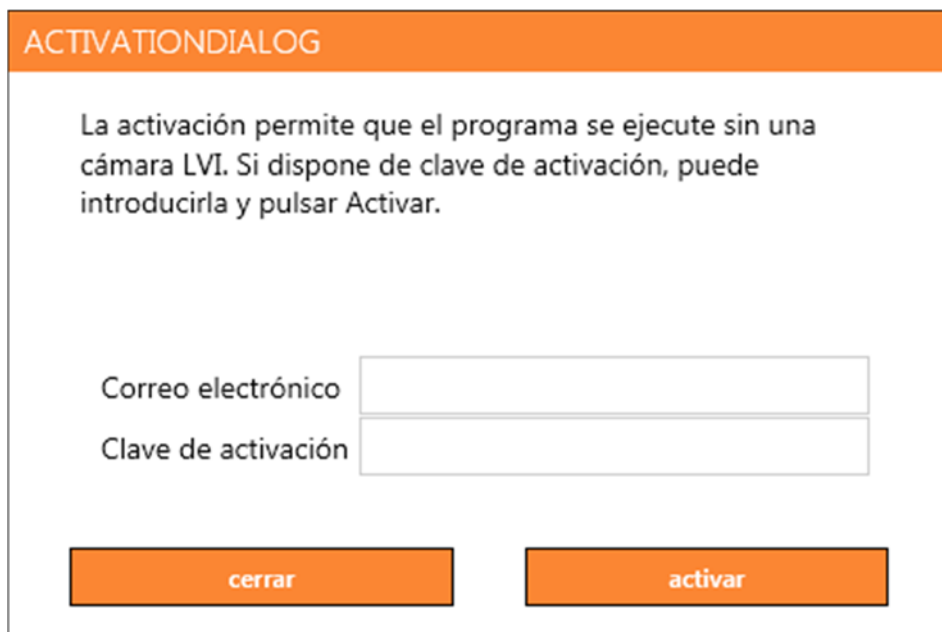 ACTIVATIONDIALOG
La activación permite que el programa se ejecute sin una
cámara LVI. Si dispone de clave de activación, puede
introducirla y pulsar Activar.
Correo electrónico
Clave de activación
cerrar activar